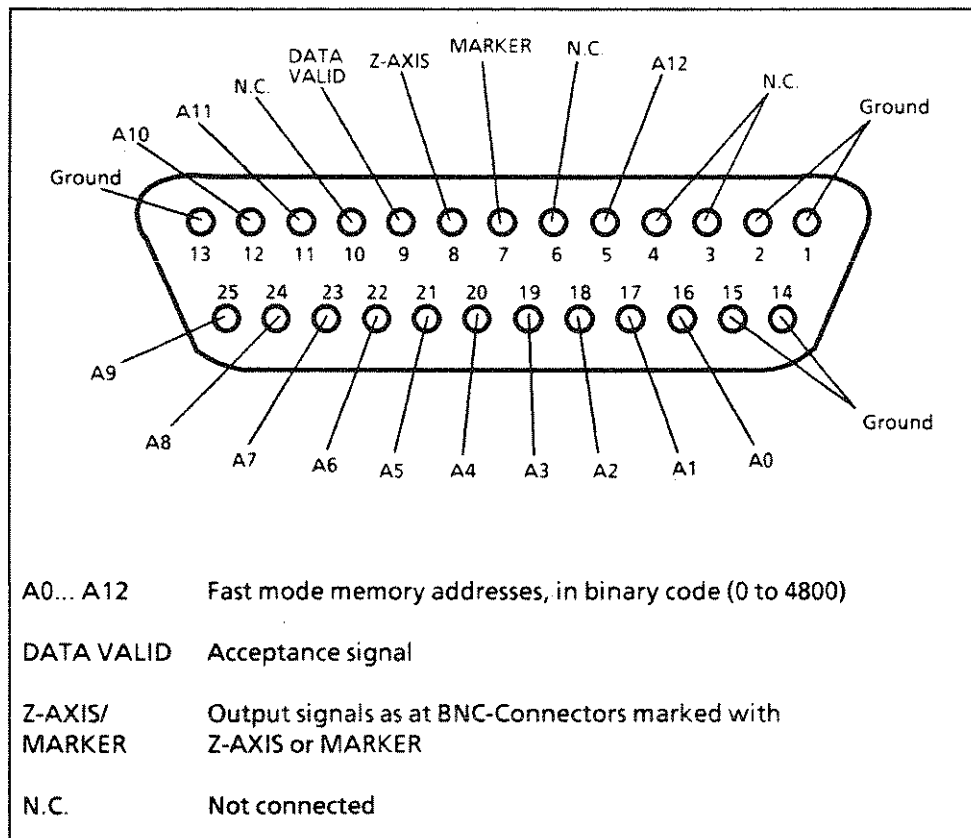 DATA VALID
Z-AXIS
MARKER
N.C.
A12
N.C.
A11
N.C.
A10
Ground
Ground
13 12 11 10 9 8 7 6 5 4 3 2 1
25 24 23 22 21 20 19 18 17 16 15 14
A9
A8
A7
A6
A5
A4
A3
A2
A1
A0
Ground
A0... A12 Fast mode memory addresses, in binary code (0 to 4800)
DATA VALID Acceptance signal
Z-AXIS/ Output signals as at BNC-Connectors marked with
MARKER Z-AXIS or MARKER
N.C. Not connected